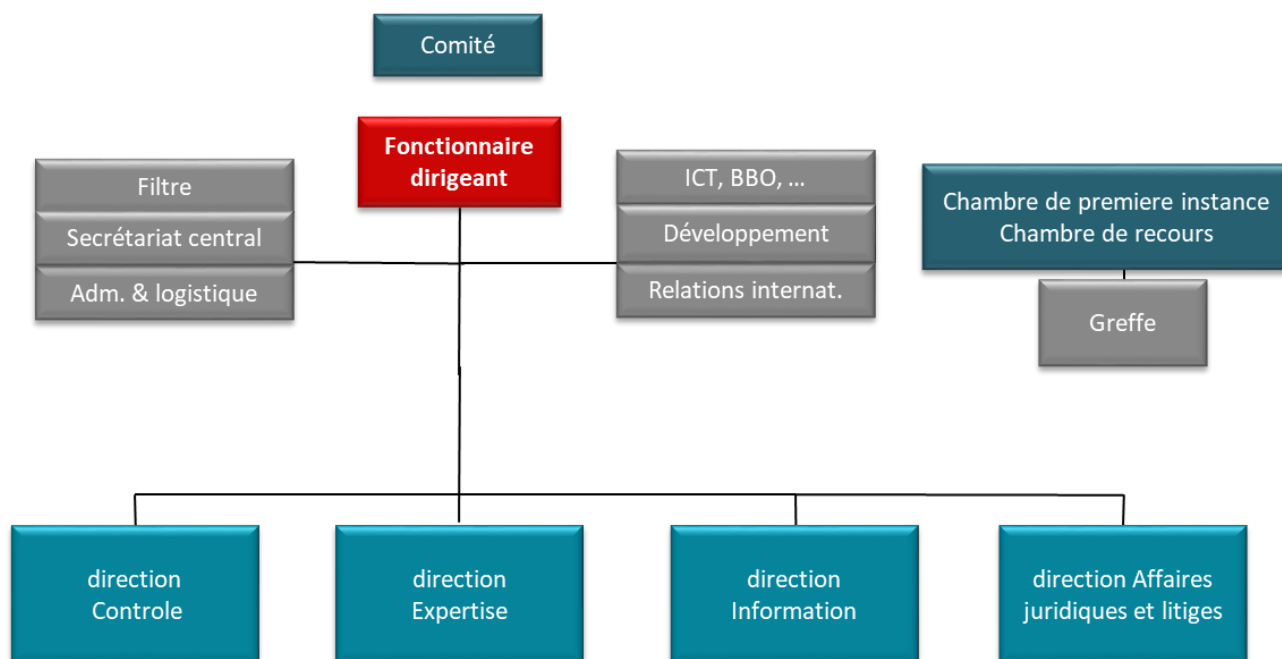 Comité
Fonctionnaire
dirigeant
Filtre
Secrétariat central
Adm. & logistique
ICT, BBO, ...
Développement
Relations internat.
Chambre de premiere instance
Chambre de recours
Greffe
direction
Controle
direction
Expertise
direction
Information
direction Affaires
juridiques et litiges